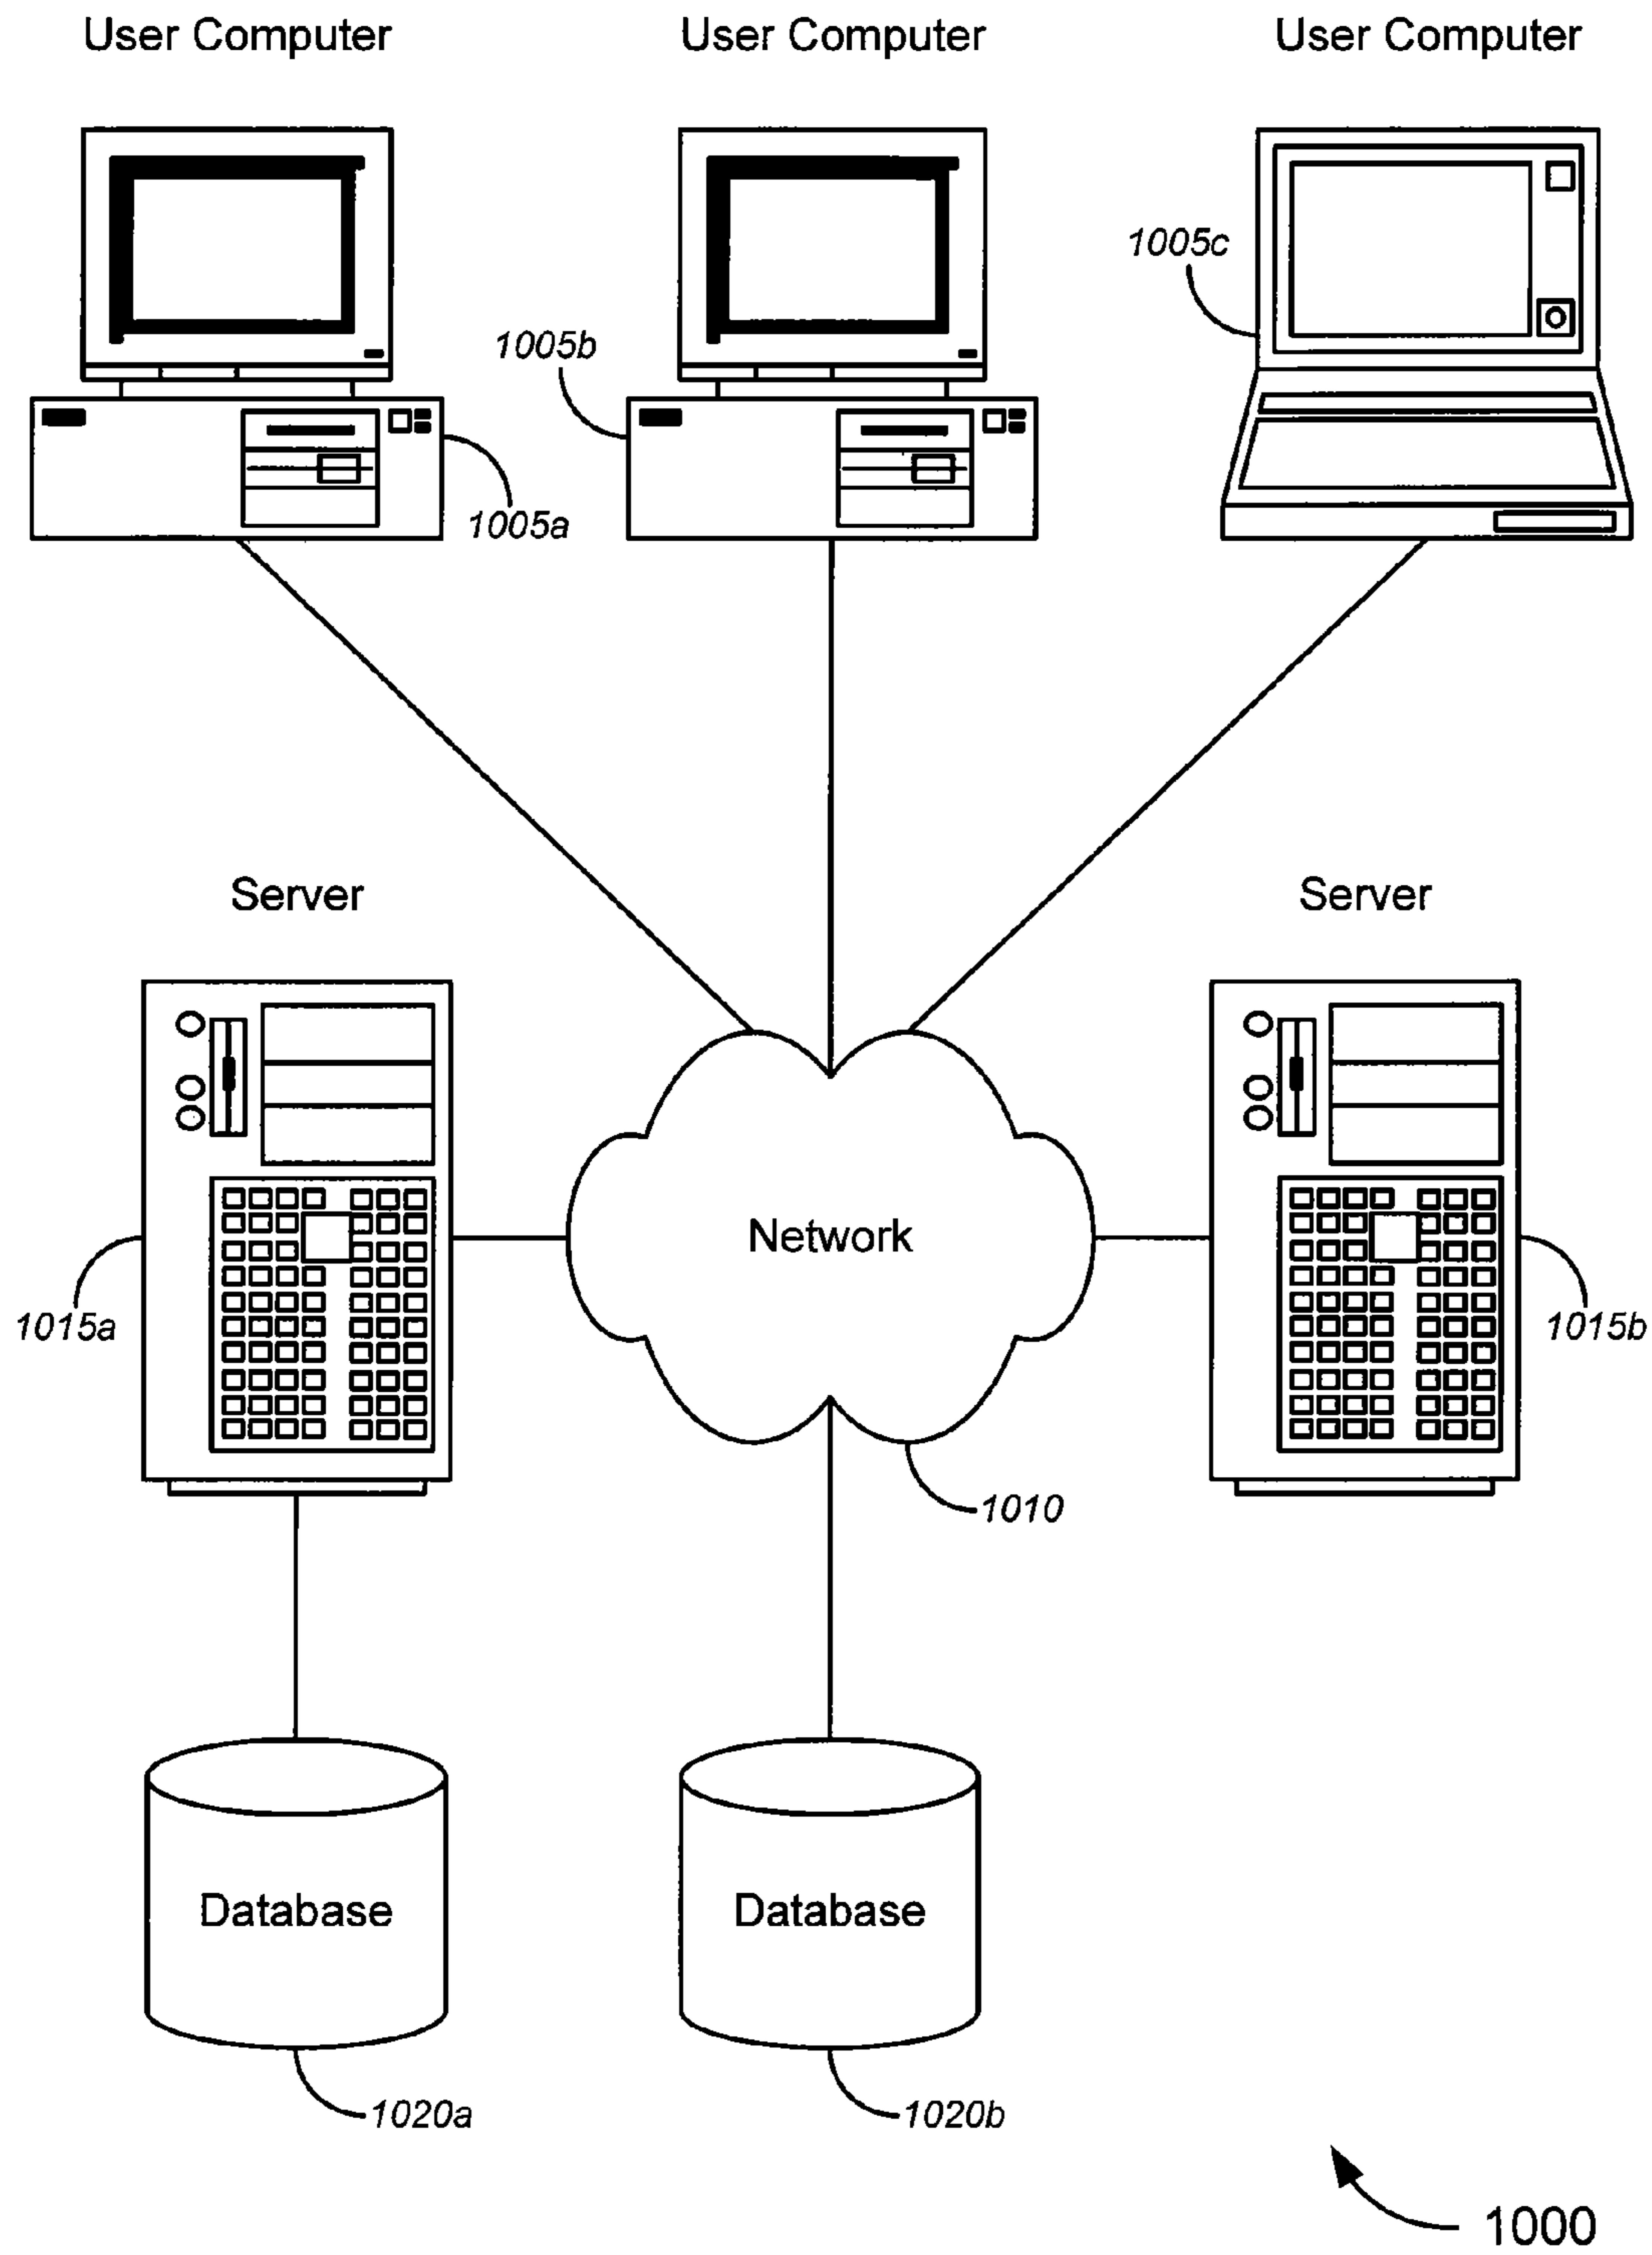 User Computer
User Computer
User Computer
1005c
1005b
1005a
Server
Server
Network
1015a
1015b
1010
Database
Database
1020a
1020b
1000